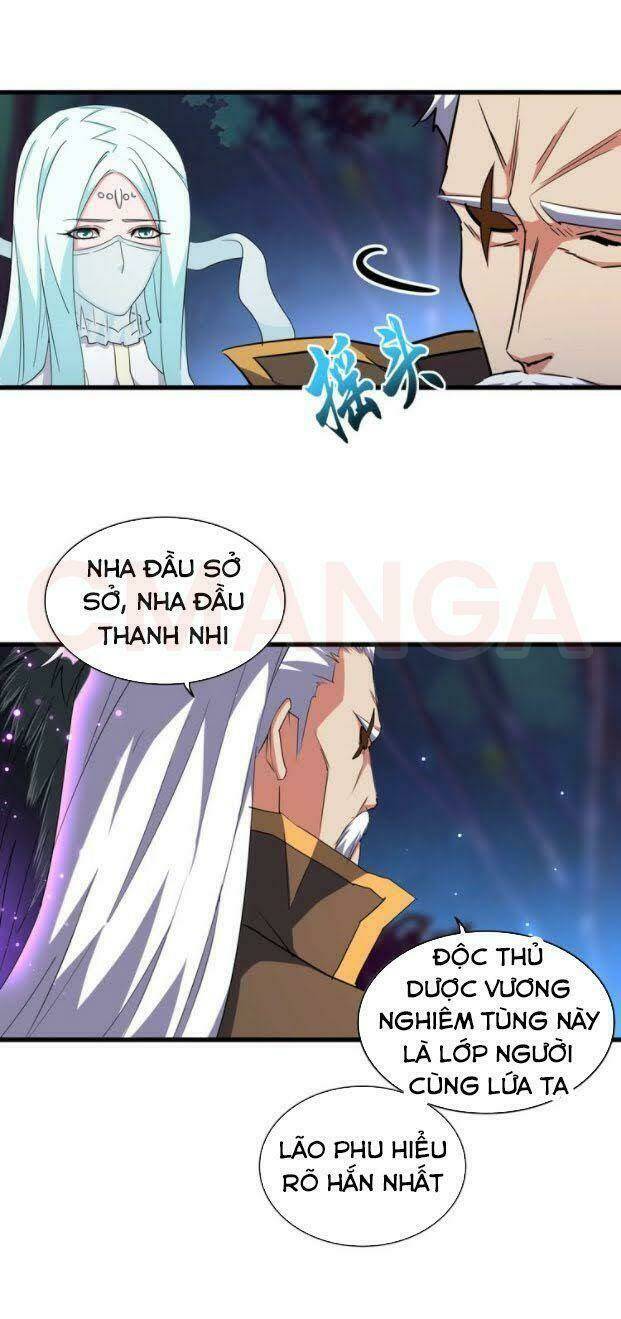 摇头
NHA ĐẦU SỞ
SỞ, NHA ĐẦU
THANH NHI
CMANGA
ĐỘC THỦ
DƯỢC VƯƠNG
NGHIÊM TÙNG NÀY
LÀ LỚP NGƯỜI
CÙNG LỨA TA
LÃO PHU HIỂU
RÕ HẮN NHẤT